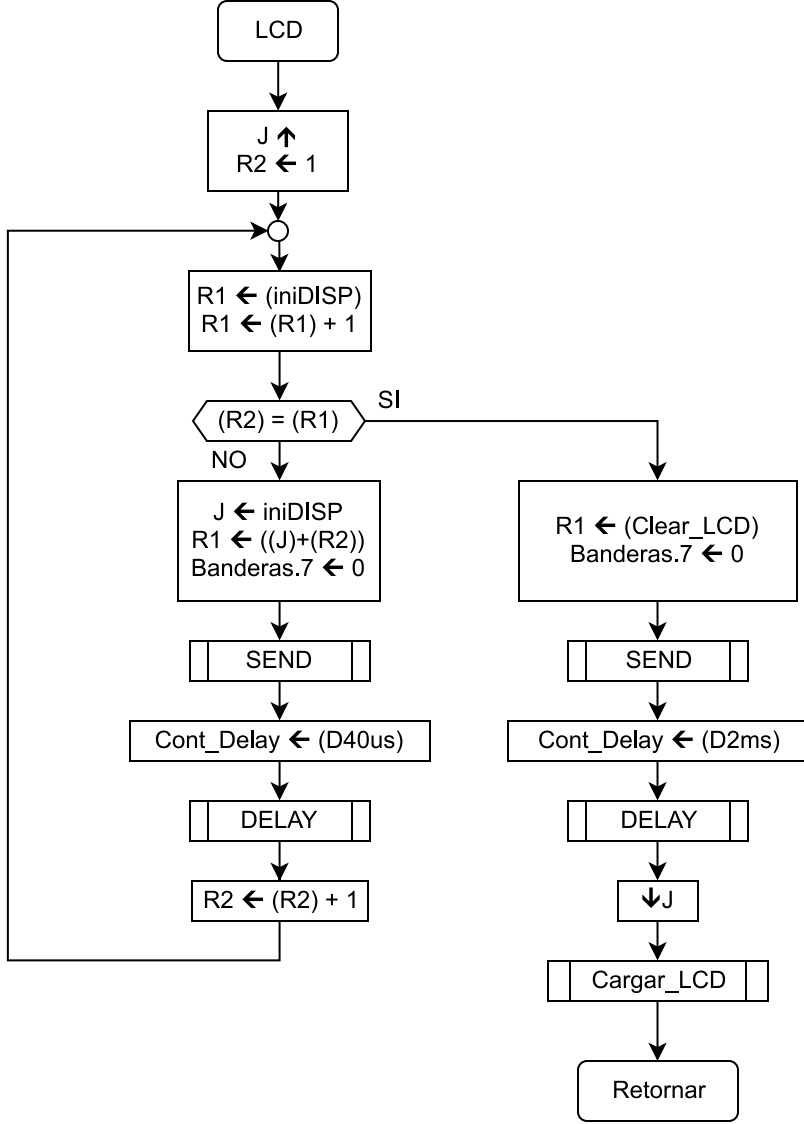 LCD
J ↑
R2 ← 1
R1 ← (iniDISP)
R1 ← (R1) + 1
(R2) = (R1)
SI
NO
J ← iniDISP
R1 ← ((J)+(R2))
Banderas.7 ← 0
SEND
Cont_Delay ← (D40us)
DELAY
R2 ← (R2) + 1
R1 ← (Clear_LCD)
Banderas.7 ← 0
SEND
Cont_Delay ← (D2ms)
DELAY
↓J
Cargar_LCD
Retornar